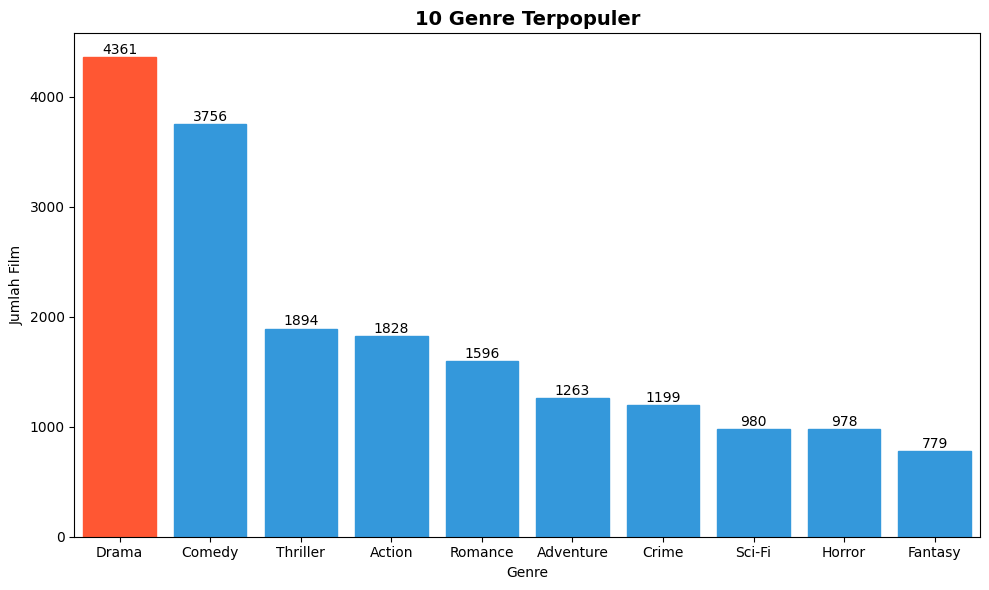 10 Genre Terpopuler
Jumlah Film
4000
3000
2000
1000
0
4361
3756
1894
1828
1596
1263
1199
980
978
779
Drama
Comedy
Thriller
Action
Romance
Adventure
Crime
Sci-Fi
Horror
Fantasy
Genre